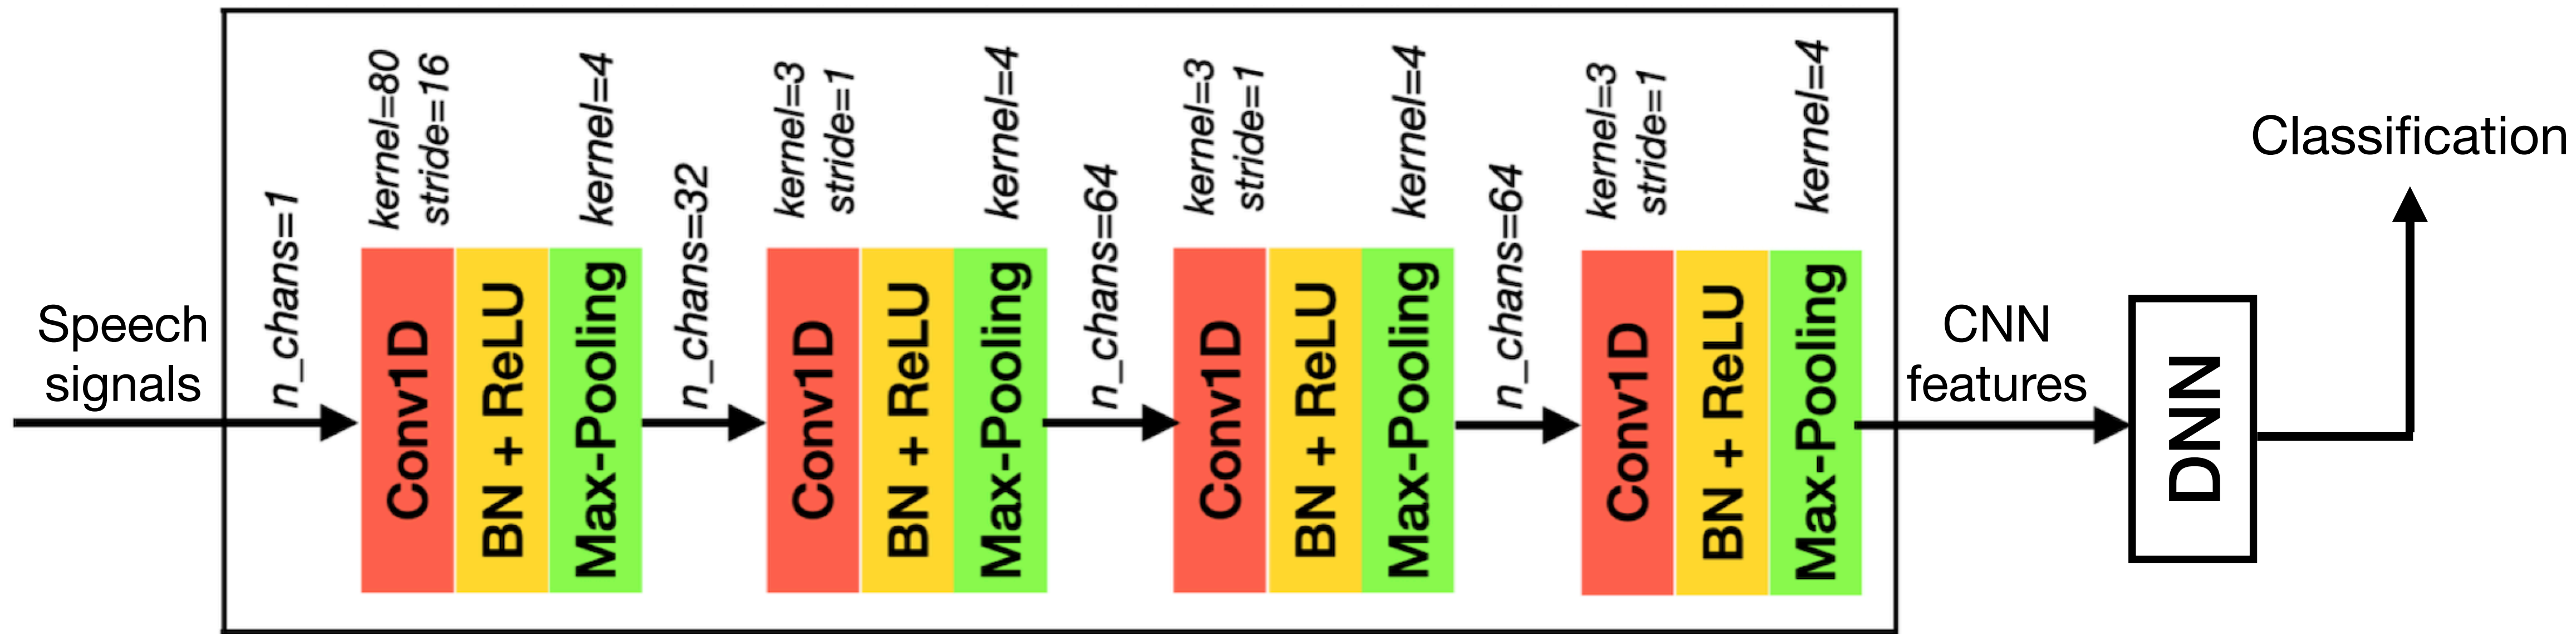 Speech
signals
n_chans=1
kernel=80
stride=16
Conv1D
BN + ReLU
kernel=4
Max-Pooling
n_chans=32
kernel=3
stride=1
Conv1D
BN + ReLU
kernel=4
Max-Pooling
n_chans=64
kernel=3
stride=1
Conv1D
BN + ReLU
kernel=4
Max-Pooling
n_chans=64
kernel=3
stride=1
Conv1D
BN + ReLU
kernel=4
Max-Pooling
CNN
features
DNN
Classification